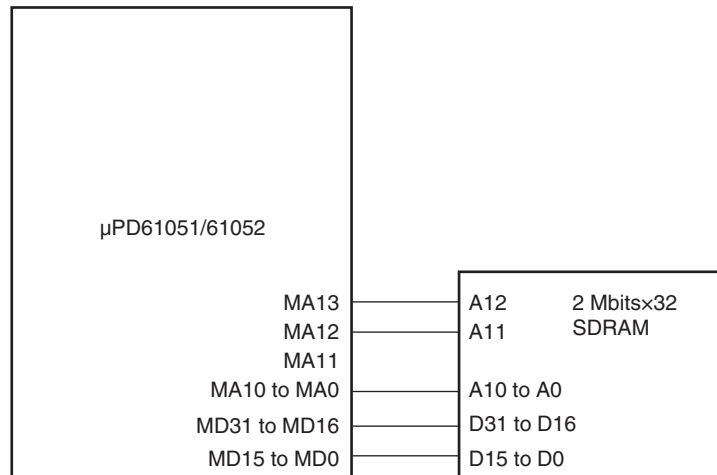 µPD61051/61052
MA13
MA12
MA11
MA10 to MA0
MD31 to MD16
MD15 to MD0
A12
A11
A10 to A0
D31 to D16
D15 to D0
2 Mbits×32
SDRAM